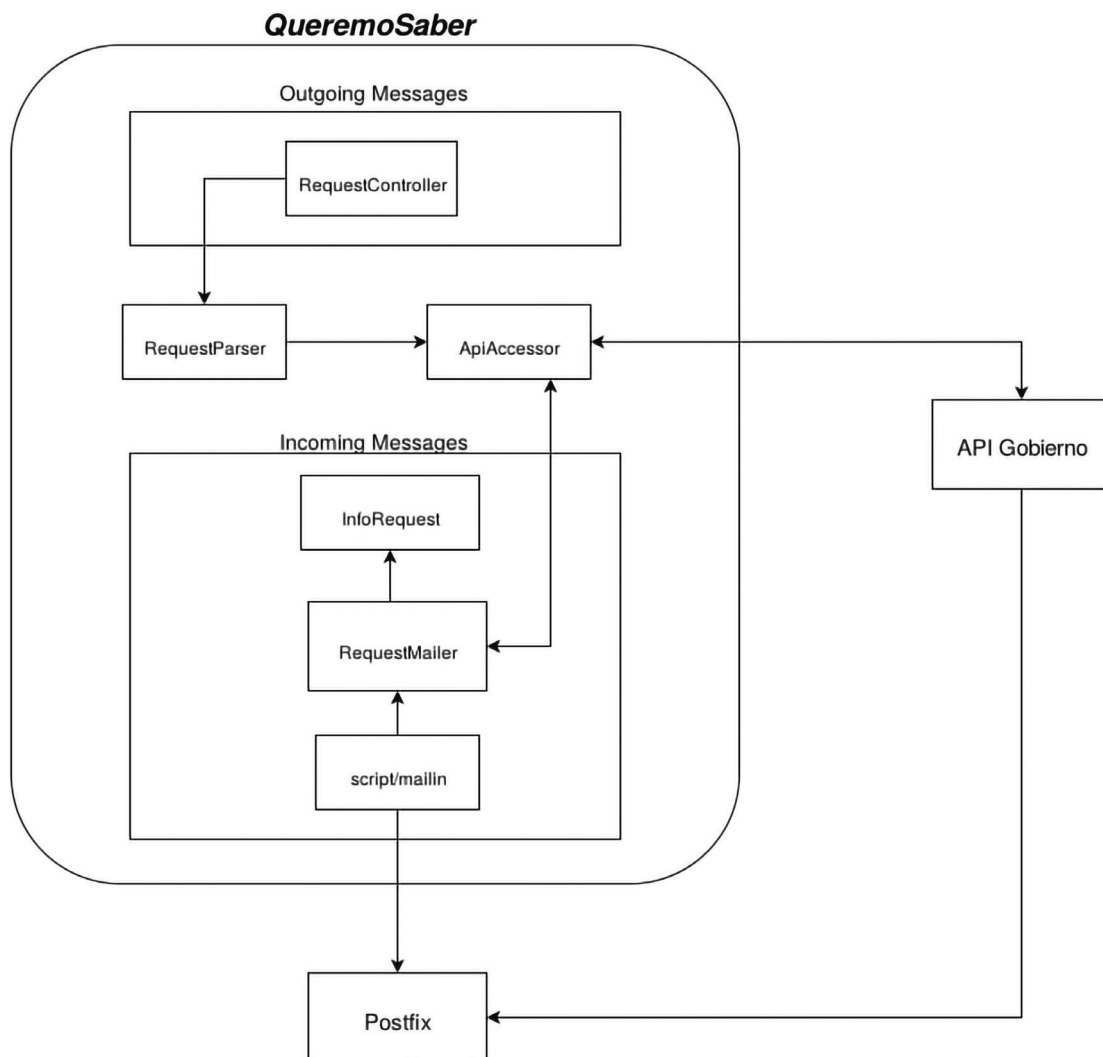 QueremoSaber
Outgoing Messages
RequestController
RequestParser
ApiAccessor
API Gobierno
Incoming Messages
InfoRequest
RequestMailer
script/mailin
Postfix